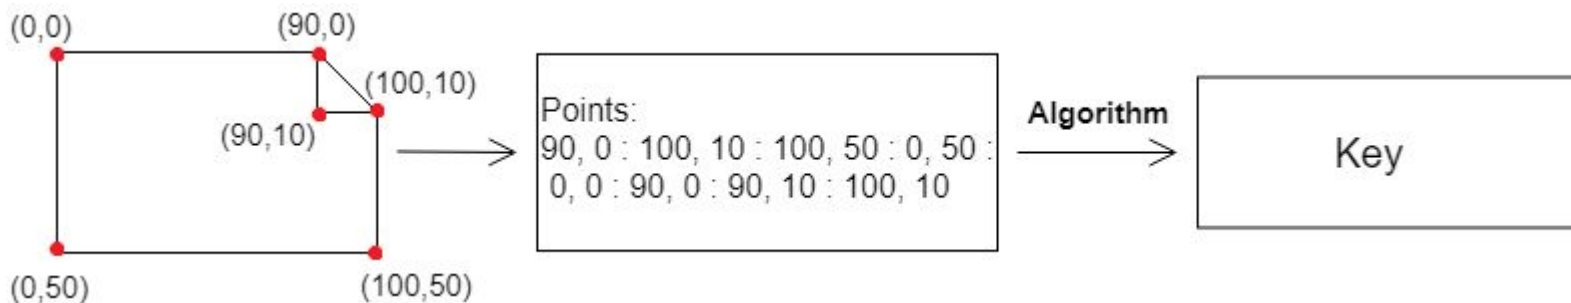 (0,0)
(90,0)
(100,10)
(90,10)
(0,50)
(100,50)
Points:
90, 0 : 100, 10 : 100, 50 : 0, 50 :
0, 0 : 90, 0 : 90, 10 : 100, 10
Algorithm
Key